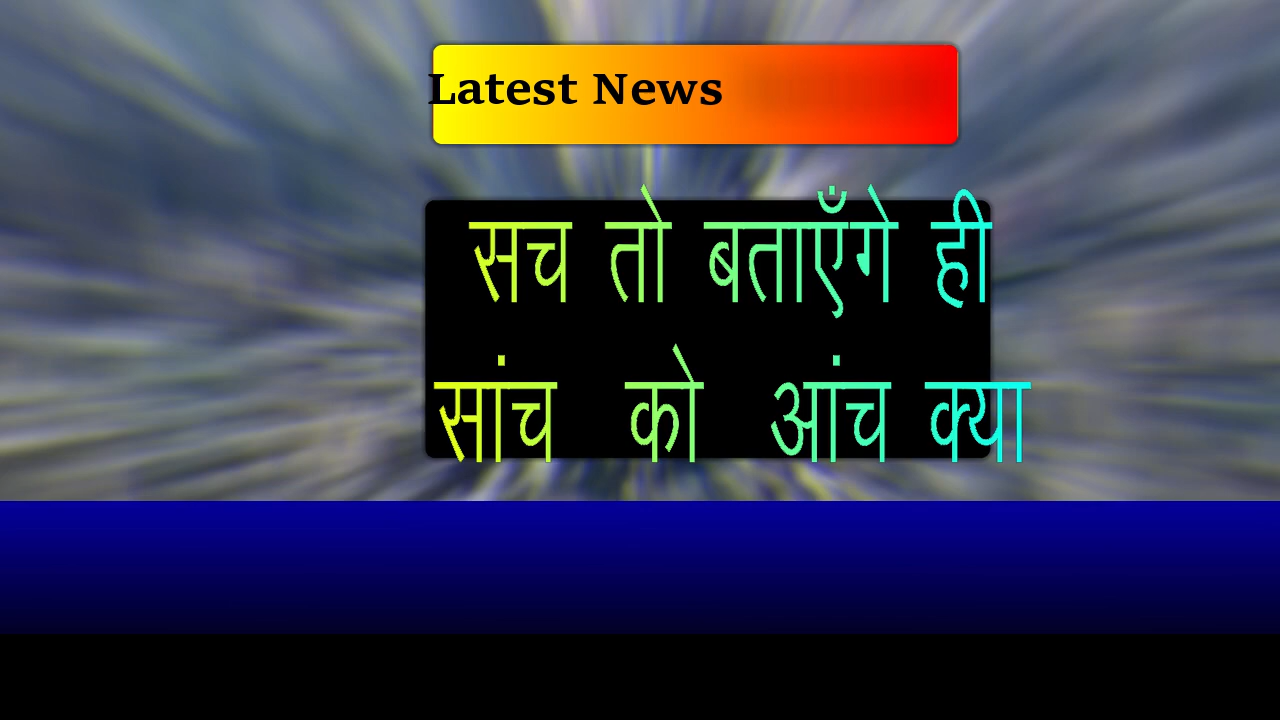 Latest News
सच तो बताएँगे ही
सांच को आंच क्या